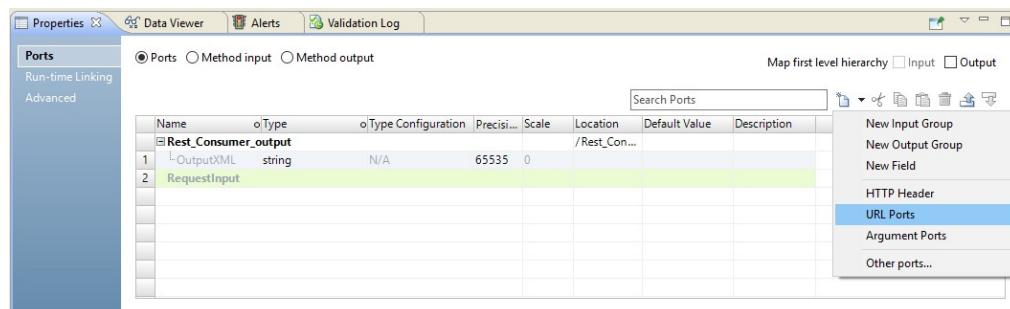 Properties Data Viewer Alerts Validation Log
Ports
Run-time Linking
Advanced
Ports Method input Method output
Map first level hierarchy Input Output
Search Ports
Name o Type o Type Configuration Precisi... Scale Location Default Value Description
Rest_Consumer_output /Rest_Con...
1 OutputXML string N/A 65535 0
2 RequestInput
New Input Group
New Output Group
New Field
HTTP Header
URL Ports
Argument Ports
Other ports...